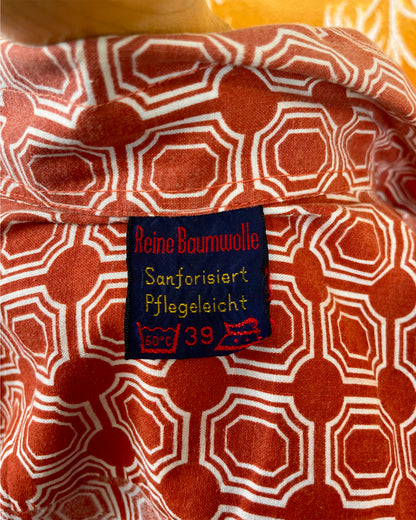 Reine Baumwolle
Sanforisiert
Pflegeleicht
60°C 39